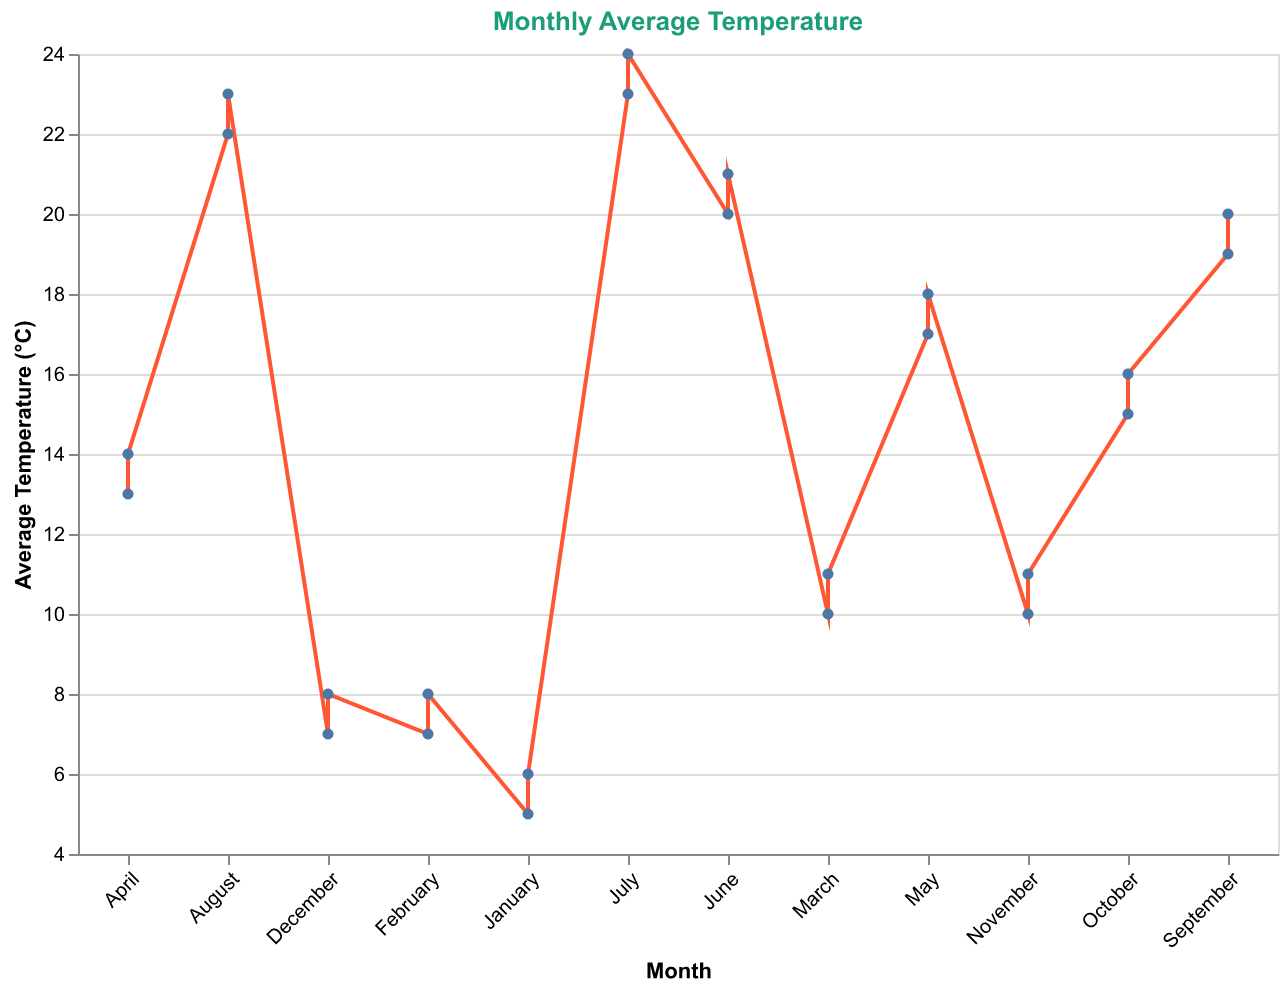 Monthly Average Temperature
24
22
20
18
16
14
12
10
8
6
4
Average Temperature (°C)
April
August
December
February
January
July
June
March
May
November
October
September
Month